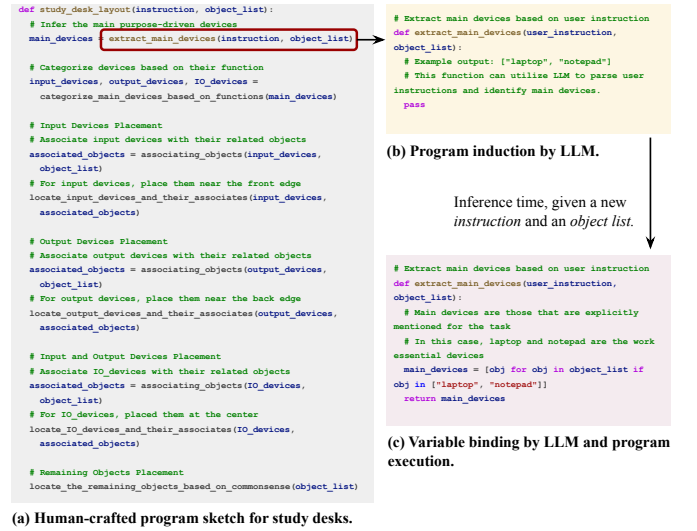 def study_desk_layout(instruction, object_list):
# Infer the main purpose-driven devices
main_devices = extract_main_devices(instruction, object_list)
# Categorize devices based on their function
input_devices, output_devices, IO_devices =
categorize_main_devices_based_on_functions(main_devices)
# Input Devices Placement
# Associate input devices with their related objects
associated_objects = associating_objects(input_devices,
object_list)
# For input devices, place them near the front edge
locate_input_devices_and_their_associates(input_devices,
associated_objects)
# Output Devices Placement
# Associate output devices with their related objects
associated_objects = associating_objects(output_devices,
object_list)
# For output devices, place them near the back edge
locate_output_devices_and_their_associates(output_devices,
associated_objects)
# Input and Output Devices Placement
# Associate IO_devices with their related objects
associated_objects = associating_objects(IO_devices,
object_list)
# For IO_devices, placed them at the center
locate_IO_devices_and_their_associates(IO_devices,
associated_objects)
# Remaining Objects Placement
locate_the_remaining_objects_based_on_commonsense(object_list)
(a) Human-crafted program sketch for study desks.
# Extract main devices based on user instruction
def extract_main_devices(user_instruction,
object_list):
# Example output: ["laptop", "notepad"]
# This function can utilize LLM to parse user
instructions and identify main devices.
pass
(b) Program induction by LLM.
Inference time, given a new
instruction and an object list.
# Extract main devices based on user instruction
def extract_main_devices(user_instruction,
object_list):
# Main devices are those that are explicitly
mentioned for the task
# In this case, laptop and notepad are the work
essential devices
main_devices = [obj for obj in object_list if
obj in ["laptop", "notepad"]]
return main_devices
(c) Variable binding by LLM and program
execution.